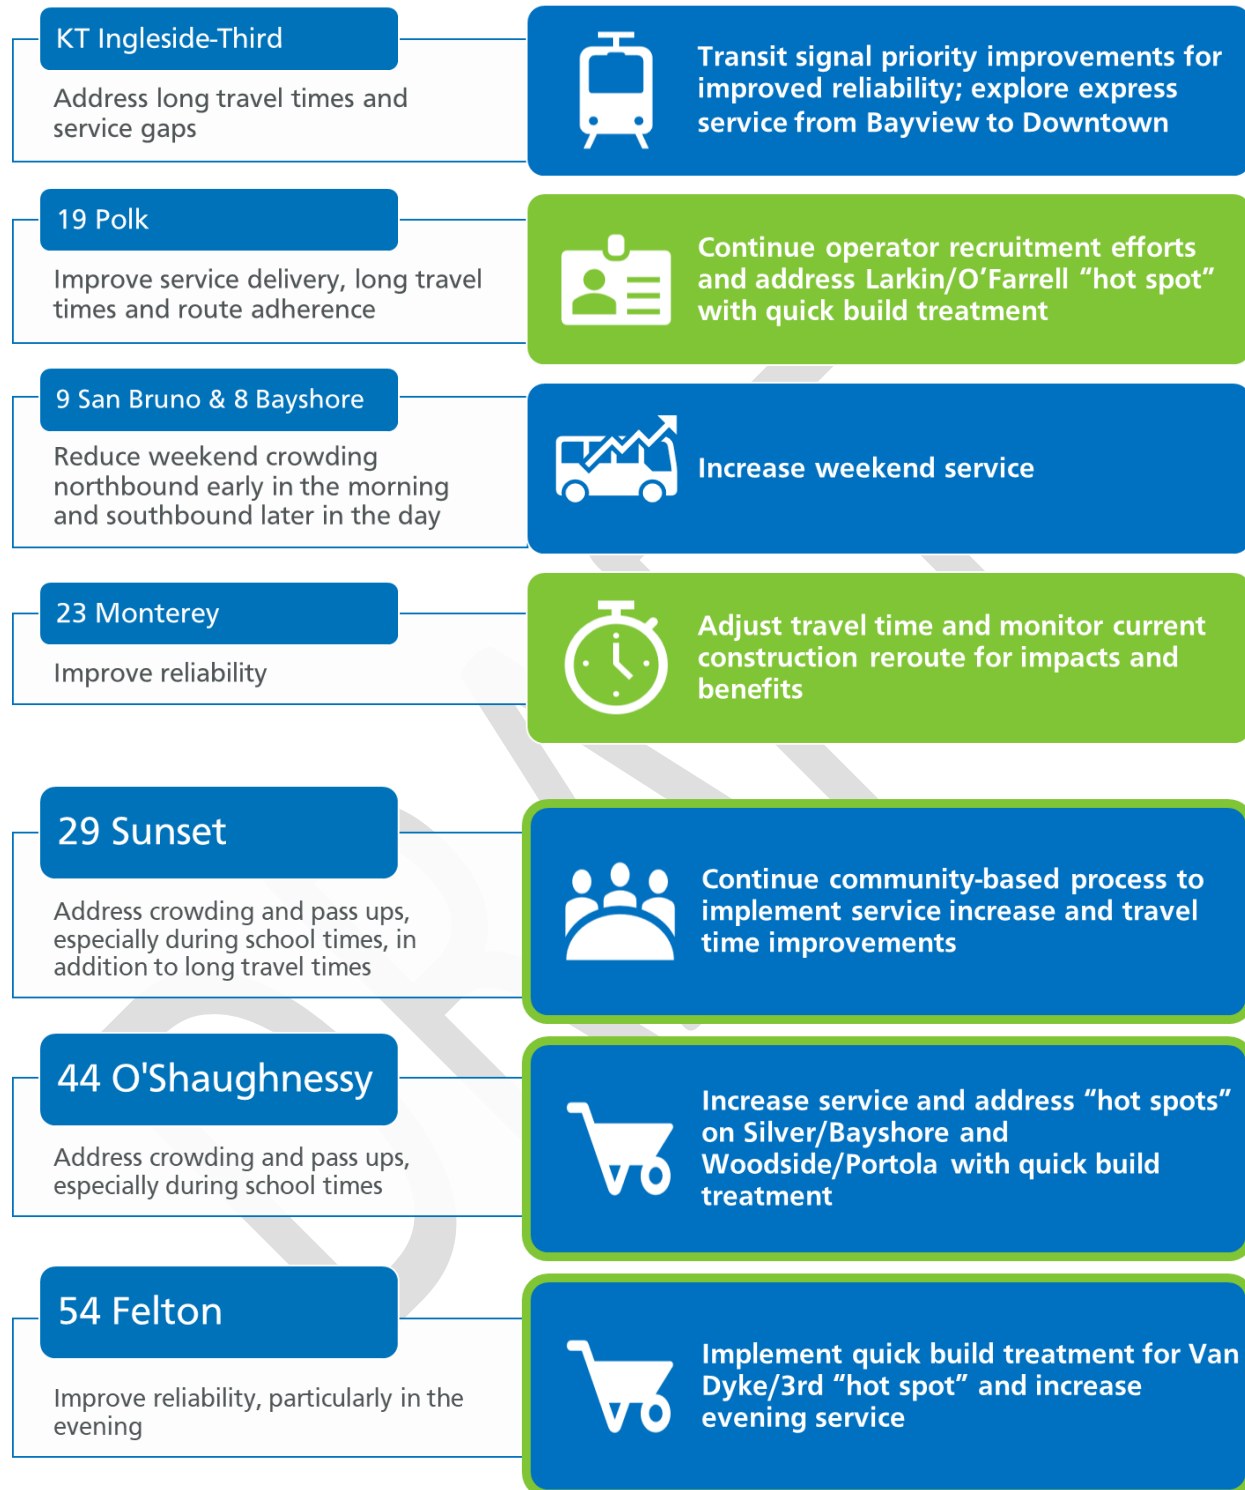 KT Ingleside-Third
Address long travel times and
service gaps
Transit signal priority improvements for
improved reliability; explore express
service from Bayview to Downtown
19 Polk
Improve service delivery, long travel
times and route adherence
Continue operator recruitment efforts
and address Larkin/O’Farrell “hot spot”
with quick build treatment
9 San Bruno & 8 Bayshore
Reduce weekend crowding
northbound early in the morning
and southbound later in the day
Increase weekend service
23 Monterey
Improve reliability
Adjust travel time and monitor current
construction reroute for impacts and
benefits
29 Sunset
Address crowding and pass ups,
especially during school times, in
addition to long travel times
Continue community-based process to
implement service increase and travel
time improvements
44 O'Shaughnessy
Address crowding and pass ups,
especially during school times
Increase service and address “hot spots”
on Silver/Bayshore and
Woodside/Portola with quick build
treatment
54 Felton
Improve reliability, particularly in the
evening
Implement quick build treatment for Van
Dyke/3rd “hot spot” and increase
evening service